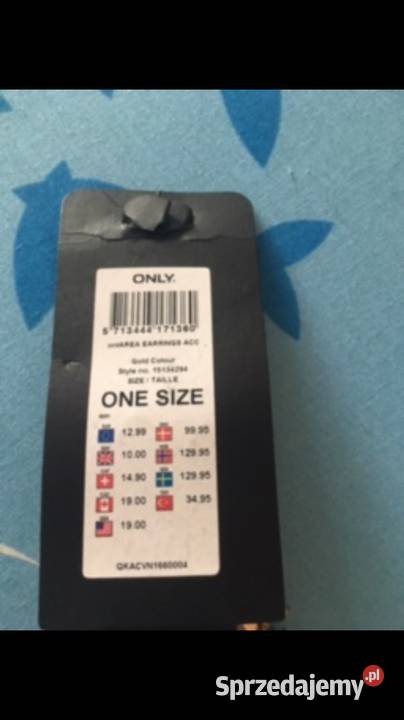 ONLY.
5 713444 171360
onlAREA EARRINGS ACC
Gold Colour
Style no. 15134294
SIZE / TAILLE
ONE SIZE
12.99 99.95
10.00 129.95
14.90 129.95
19.00 34.95
19.00
QKACVN1660004
Sprzedajemy.pl